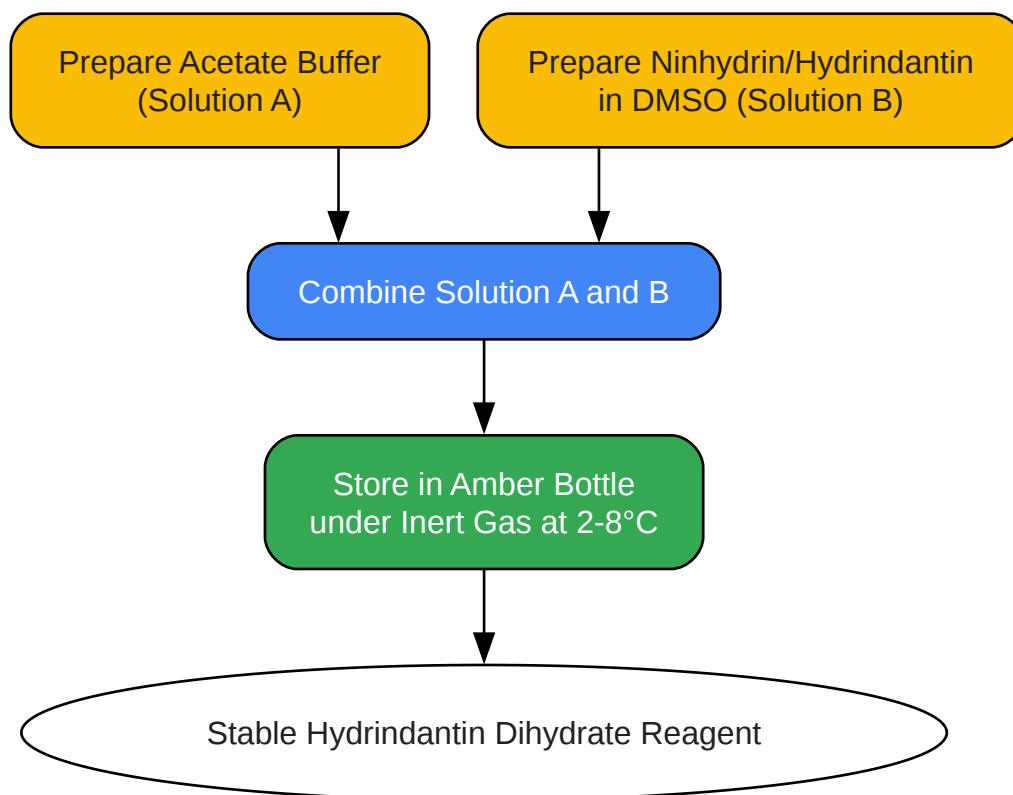 Prepare Acetate Buffer
(Solution A)
Prepare Ninhydrin/Hydrindantin
in DMSO (Solution B)
Combine Solution A and B
Store in Amber Bottle
under Inert Gas at 2-8°C
Stable Hydrindantin Dihydrate Reagent